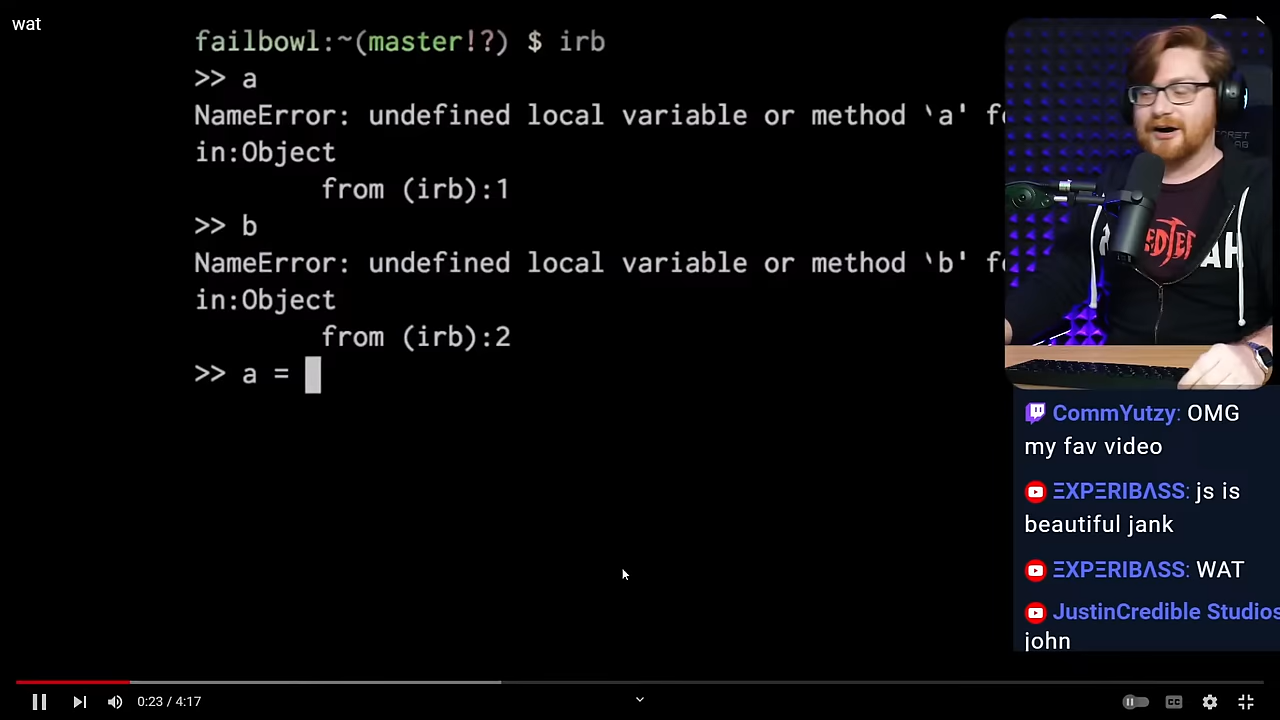 wat
failbowl:~(master!?) $ irb
>> a
NameError: undefined local variable or method `a'
in:Object
from (irb):1
>> b
NameError: undefined local variable or method `b'
in:Object
from (irb):2
>> a =
CommYutzy: OMG
my fav video
ΞXPΞRIBΛSS: js is
beautiful jank
ΞXPΞRIBΛSS: WAT
JustinCredible Studios
john
0:23 / 4:17
CC